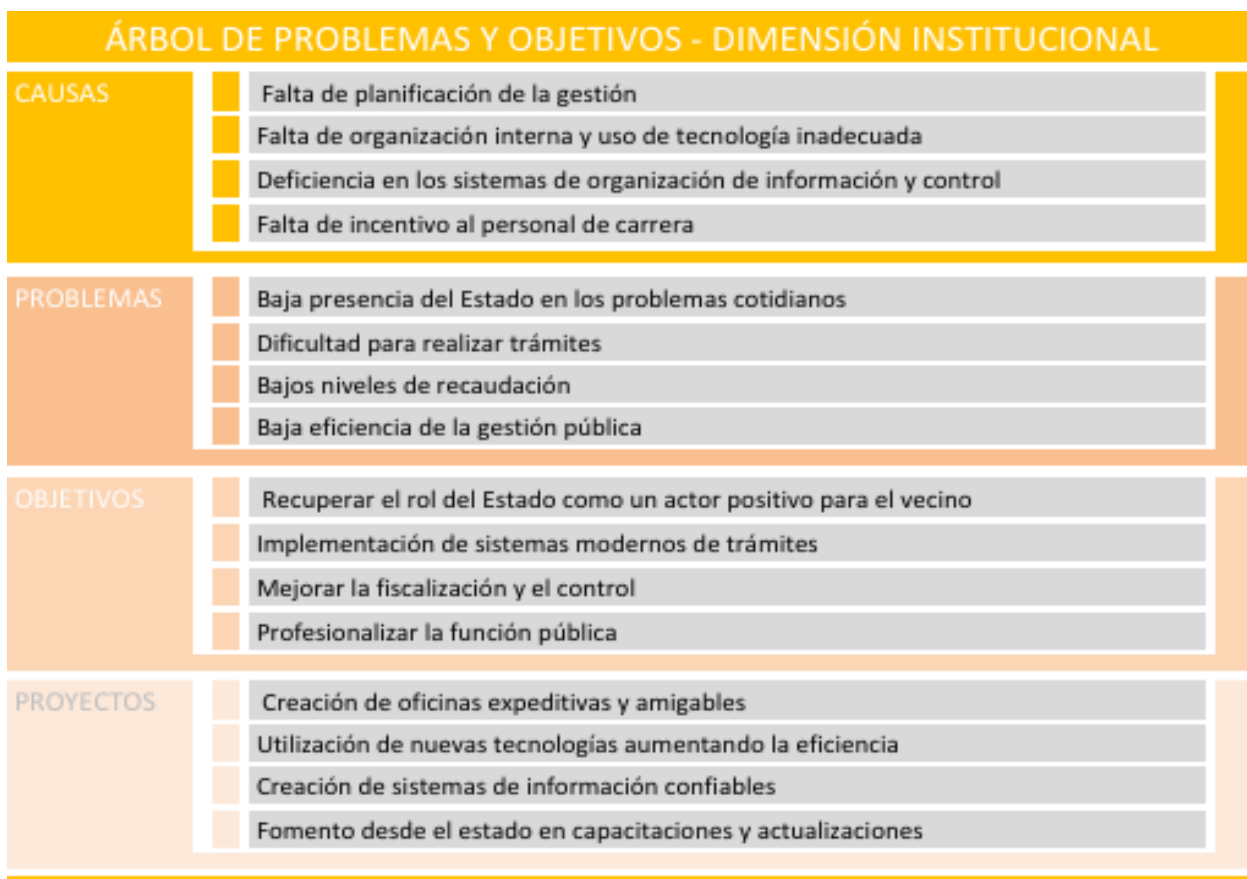 ÁRBOL DE PROBLEMAS Y OBJETIVOS - DIMENSIÓN INSTITUCIONAL
CAUSAS
Falta de planificación de la gestión
Falta de organización interna y uso de tecnología inadecuada
Deficiencia en los sistemas de organización de información y control
Falta de incentivo al personal de carrera
PROBLEMAS
Baja presencia del Estado en los problemas cotidianos
Dificultad para realizar trámites
Bajos niveles de recaudación
Baja eficiencia de la gestión pública
OBJETIVOS
Recuperar el rol del Estado como un actor positivo para el vecino
Implementación de sistemas modernos de trámites
Mejorar la fiscalización y el control
Profesionalizar la función pública
PROYECTOS
Creación de oficinas expeditivas y amigables
Utilización de nuevas tecnologías aumentando la eficiencia
Creación de sistemas de información confiables
Fomento desde el estado en capacitaciones y actualizaciones